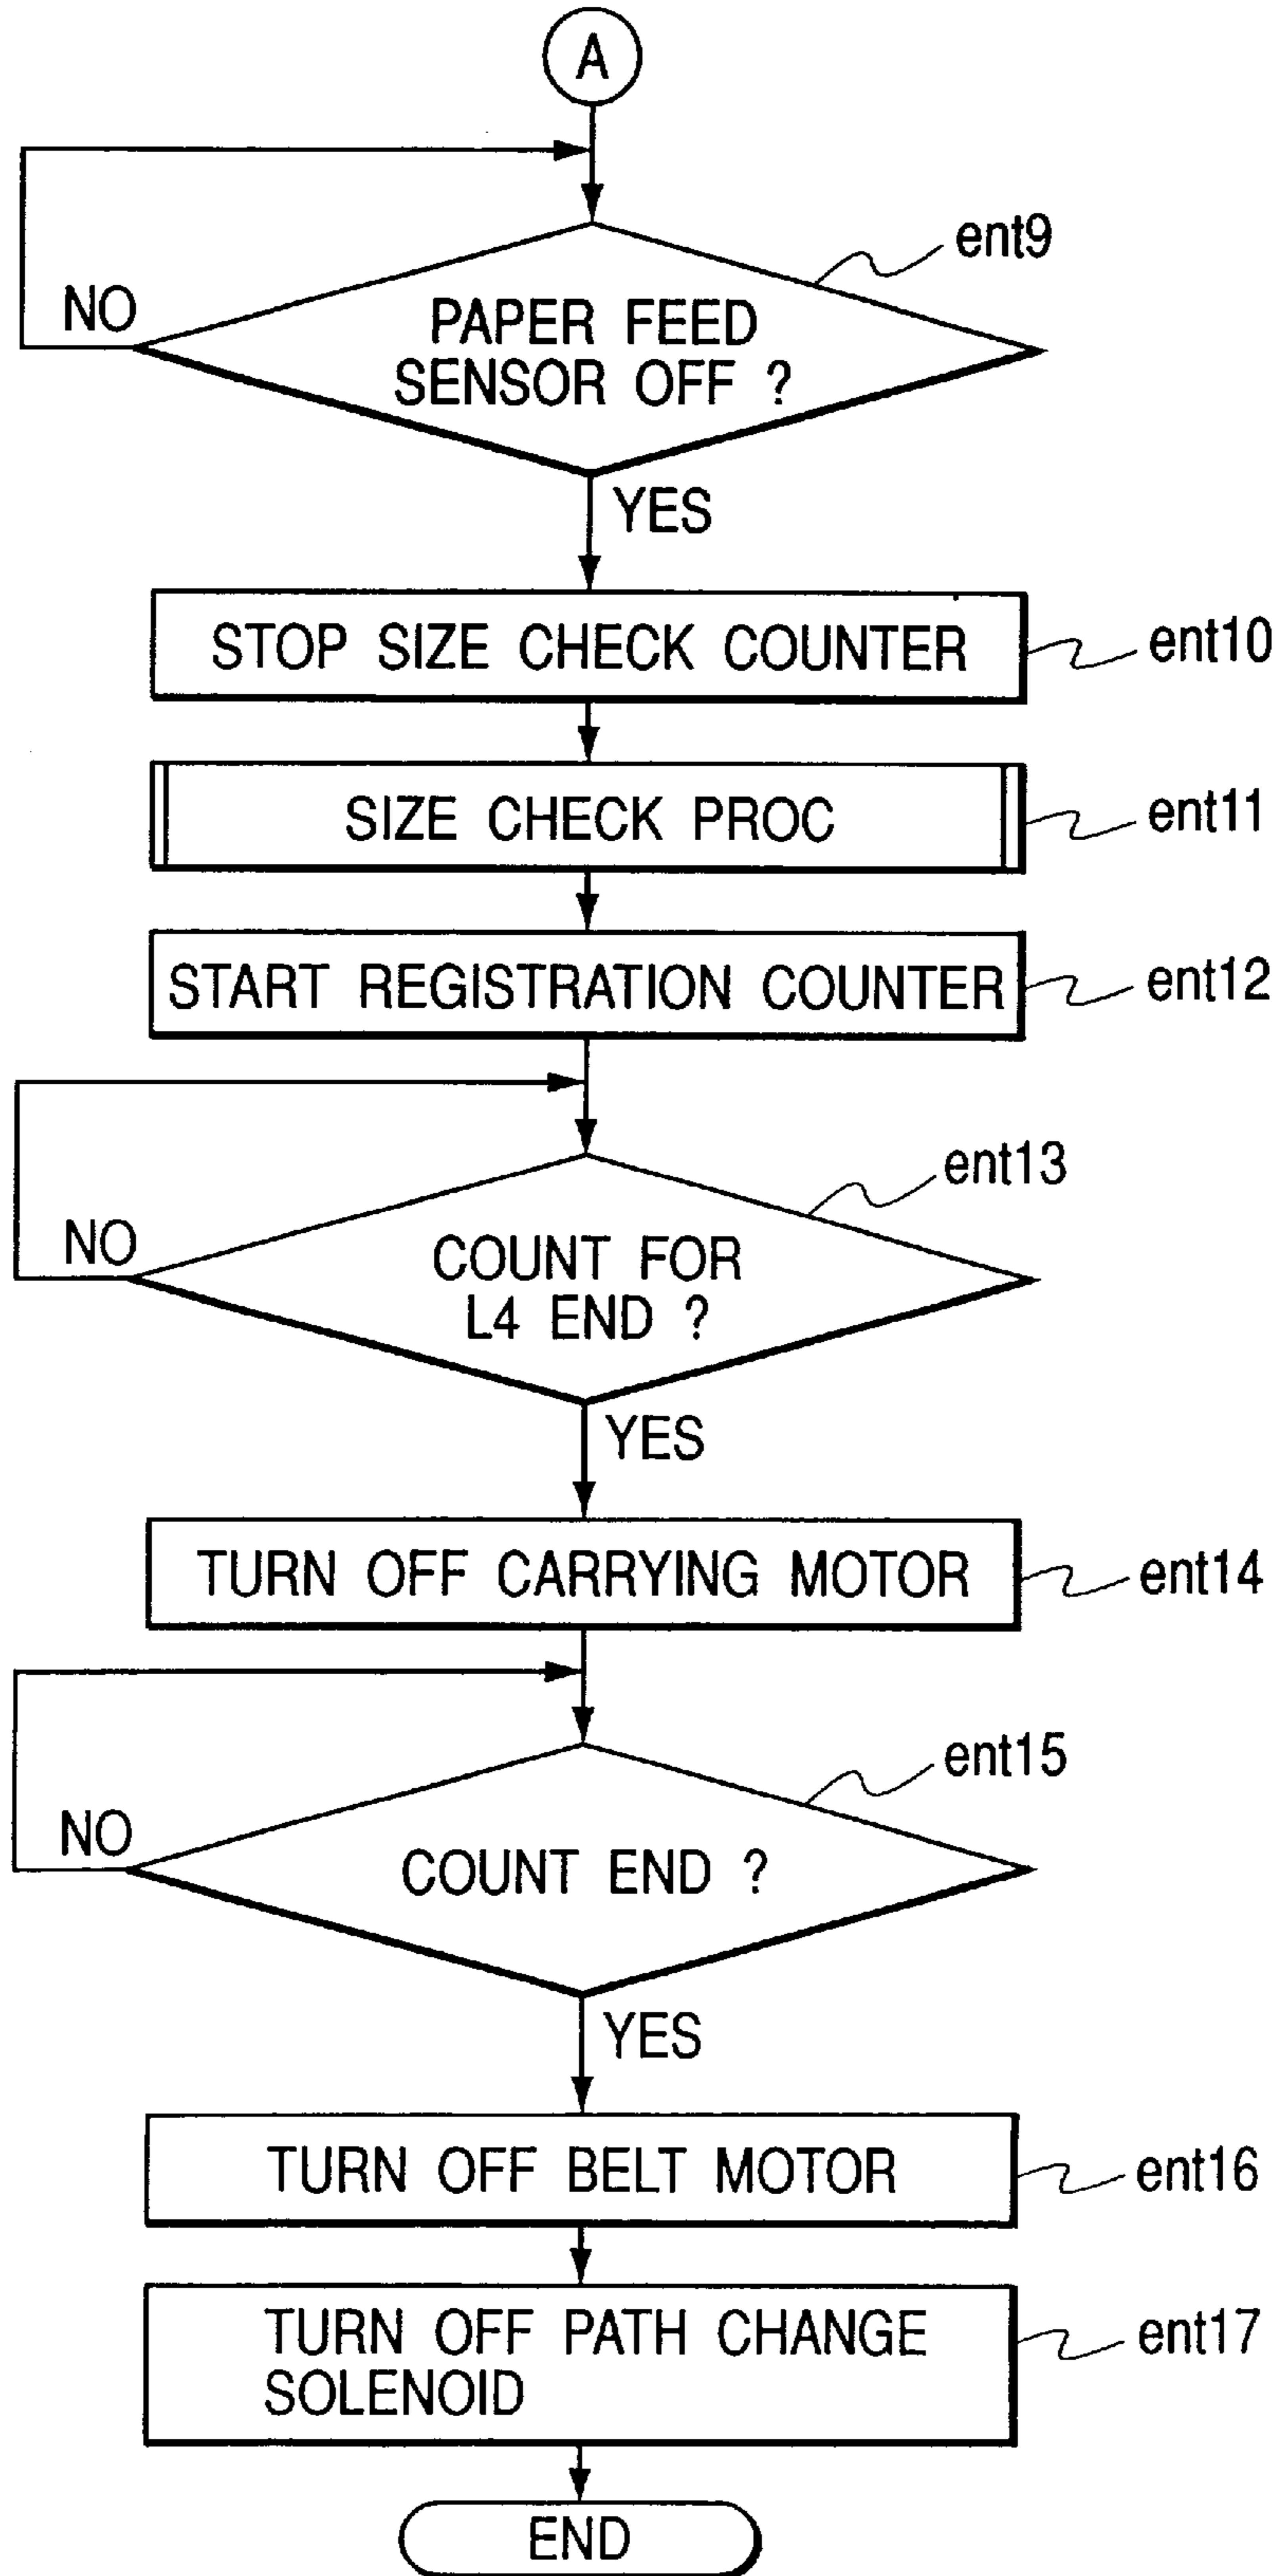 A
ent9
NO
PAPER FEED
SENSOR OFF ?
YES
STOP SIZE CHECK COUNTER
ent10
SIZE CHECK PROC
ent11
START REGISTRATION COUNTER
ent12
ent13
NO
COUNT FOR
L4 END ?
YES
TURN OFF CARRYING MOTOR
ent14
ent15
NO
COUNT END ?
YES
TURN OFF BELT MOTOR
ent16
TURN OFF PATH CHANGE
SOLENOID
ent17
END